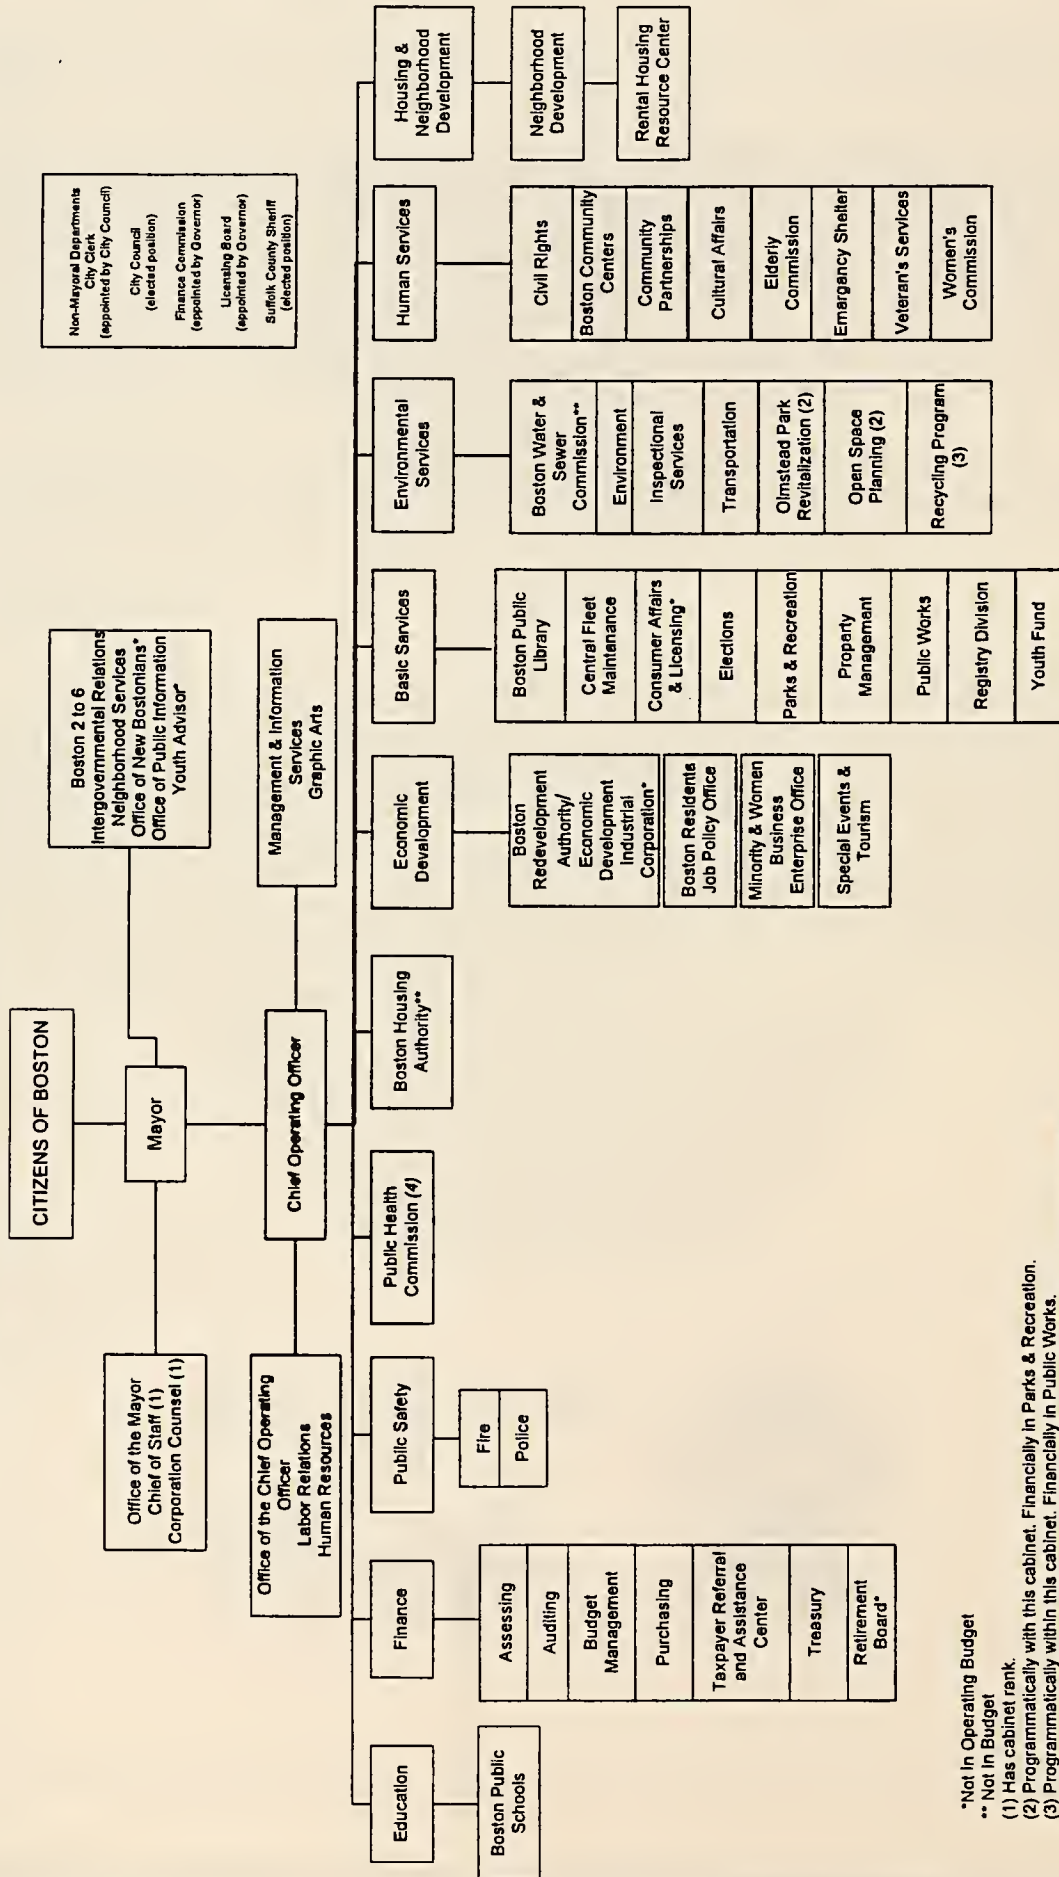 CITIZENS OF BOSTON
Mayor
Office of the Mayor
Chief of Staff (1)
Corporation Counsel (1)
Boston 2 to 6
Intergovernmental Relations
Neighborhood Services
Office of New Bostonians*
Office of Public Information
Youth Advisor*
Non-Mayoral Departments
City Clerk
(appointed by City Council)
City Council
(elected position)
Finance Commission
(appointed by Governor)
Licensing Board
(appointed by Governor)
Suffolk County Sheriff
(elected position)
Office of the Chief Operating
Officer
Labor Relations
Human Resources
Chief Operating Officer
Management & Information
Services
Graphic Arts
Education
Boston Public
Schools
Finance
Assessing
Auditing
Budget
Management
Purchasing
Taxpayer Referral
and Assistance
Center
Treasury
Retirement
Board*
Public Safety
Fire
Police
Public Health
Commission (4)
Boston Housing
Authority**
Economic
Development
Boston
Redevelopment
Authority/
Economic
Development
Industrial
Corporation*
Boston Residents
Job Policy Office
Minority & Women
Business
Enterprise Office
Special Events &
Tourism
Basic Services
Boston Public
Library
Central Fleet
Maintenance
Consumer Affairs
& Licensing*
Elections
Parks & Recreation
Property
Management
Public Works
Registry Division
Youth Fund
Environmental
Services
Boston Water &
Sewer
Commission**
Environment
Inspectional
Services
Transportation
Olmstead Park
Revitalization (2)
Open Space
Planning (2)
Recycling Program
(3)
Human Services
Civil Rights
Boston Community
Centers
Community
Partnerships
Cultural Affairs
Elderly
Commission
Emergancy Shelter
Veteran's Services
Women's
Commission
Housing &
Neighborhood
Development
Neighborhood
Development
Rental Housing
Resource Center
*Not In Operating Budget
** Not In Budget
(1) Has cabinet rank.
(2) Programmatically with this cabinet. Financially in Parks & Recreation.
(3) Programmatically within this cabinet. Financially in Public Works.